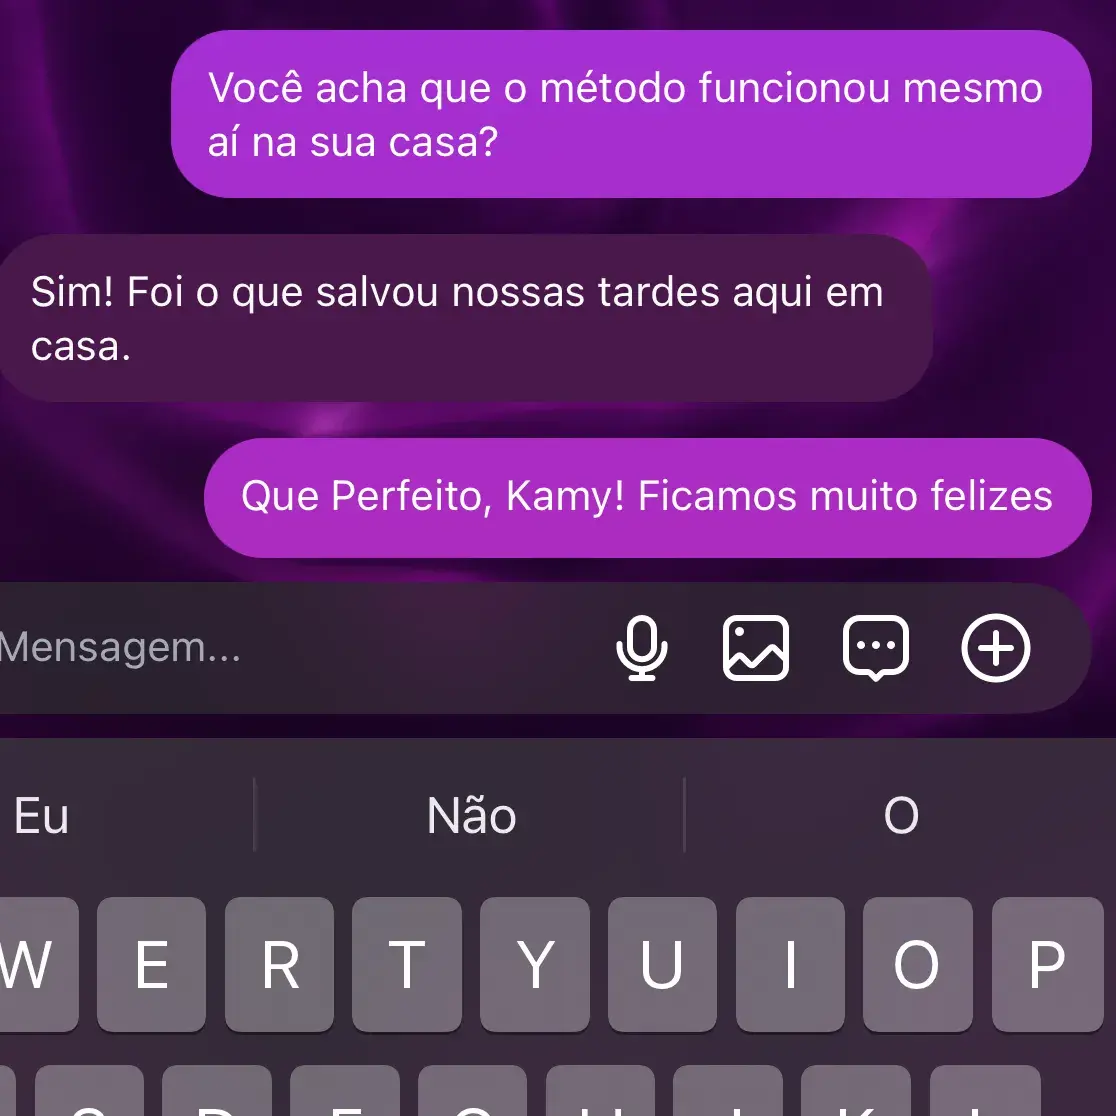 Você acha que o método funcionou mesmo
aí na sua casa?
Sim! Foi o que salvou nossas tardes aqui em
casa.
Que Perfeito, Kamy! Ficamos muito felizes
Mensagem...
Eu Não O
W E R T Y U I O P